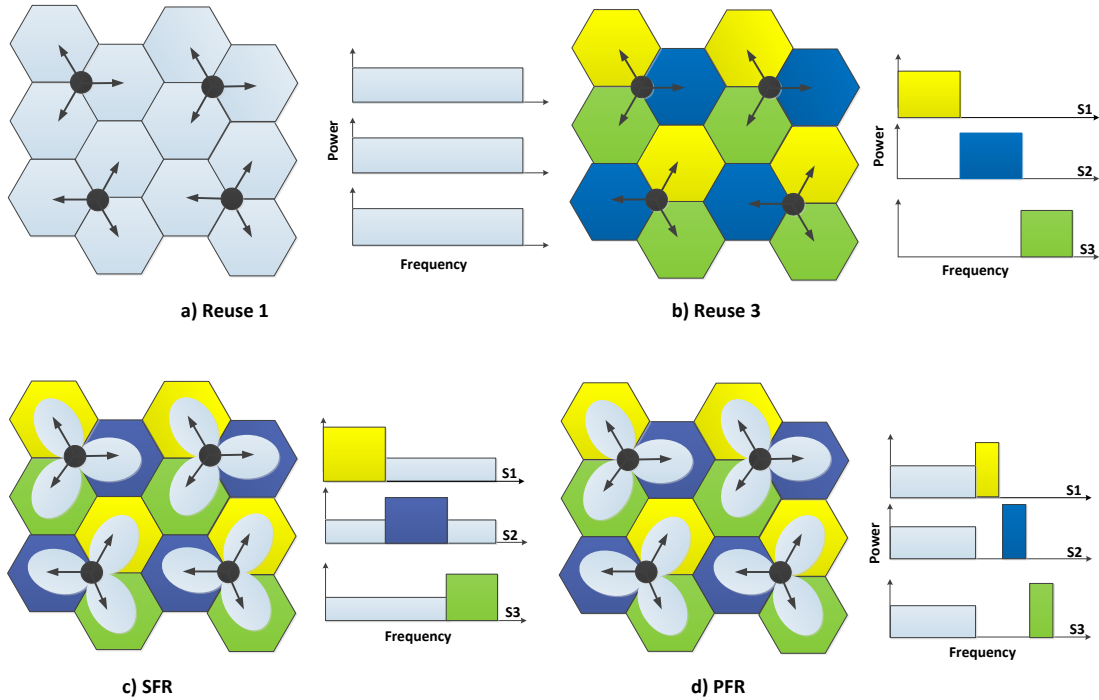 Power
Frequency
a) Reuse 1
S1
Power
S2
S3
Frequency
b) Reuse 3
S1
S2
S3
Frequency
c) SFR
S1
Power
S2
S3
Frequency
d) PFR